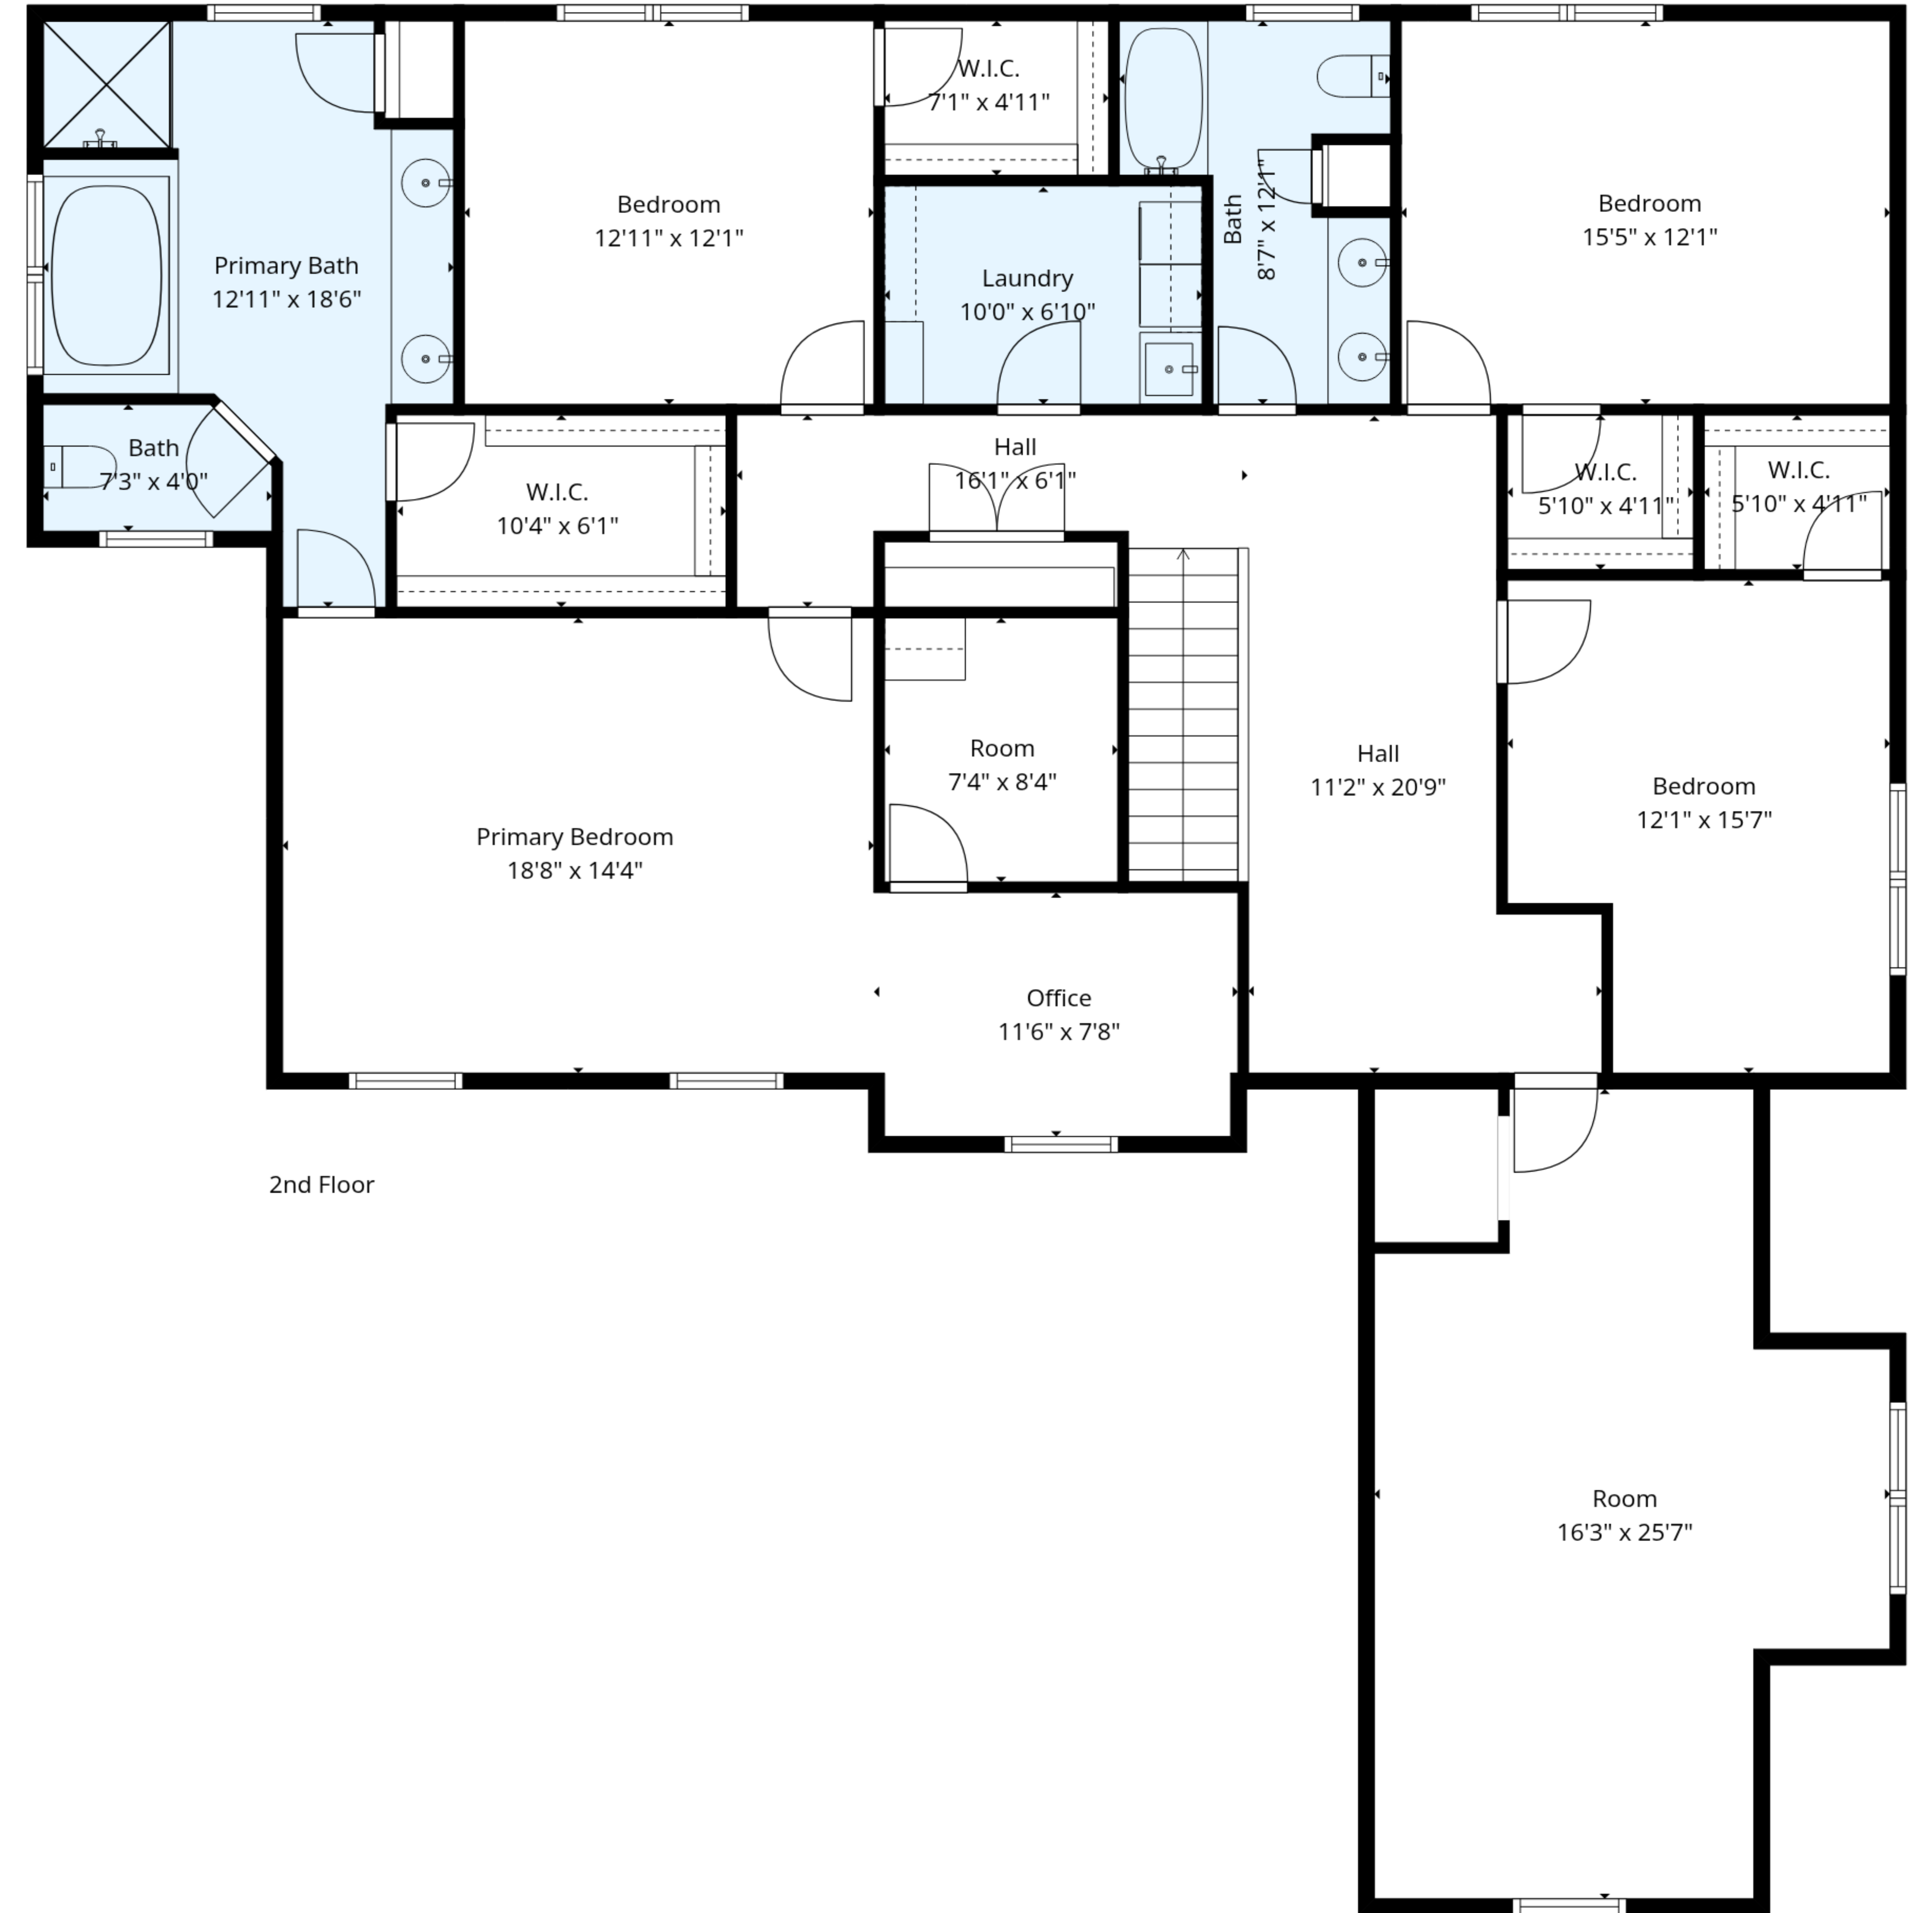 W.I.C.
7'1" x 4'11"
Bedroom
12'11" x 12'1"
Bedroom
15'5" x 12'1"
Bath
8'7" x 12'1"
Primary Bath
12'11" x 18'6"
Laundry
10'0" x 6'10"
Bath
7'3" x 4'0"
Hall
16'1" x 6'1"
W.I.C.
10'4" x 6'1"
W.I.C.
5'10" x 4'11"
W.I.C.
5'10" x 4'11"
Room
7'4" x 8'4"
Hall
11'2" x 20'9"
Bedroom
12'1" x 15'7"
Primary Bedroom
18'8" x 14'4"
Office
11'6" x 7'8"
2nd Floor
Room
16'3" x 25'7"